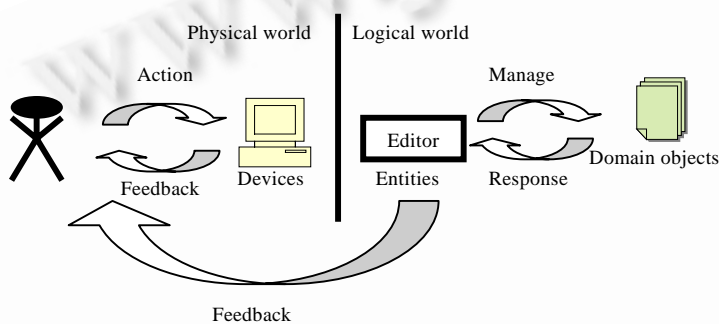 Physical world
Logical world
Action
Manage
Editor
Feedback
Devices
Entities
Response
Domain objects
Feedback